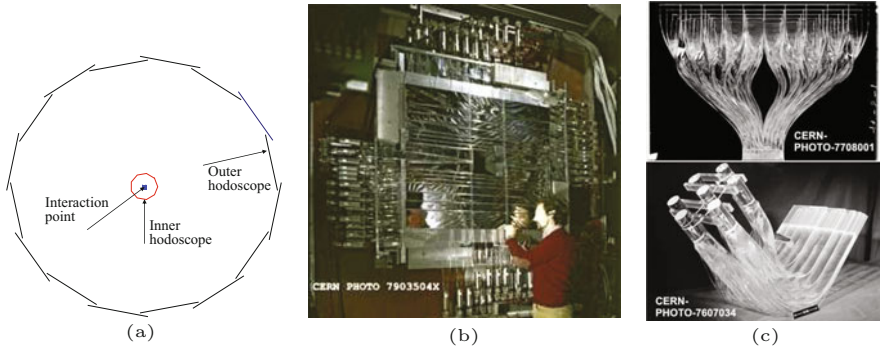 Interaction
point
Inner
hodoscope
Outer
hodoscope
(a)
CERN PHOTO 7903504X
(b)
CERN-
PHOTO-7708001
CERN-
PHOTO-7607034
(c)